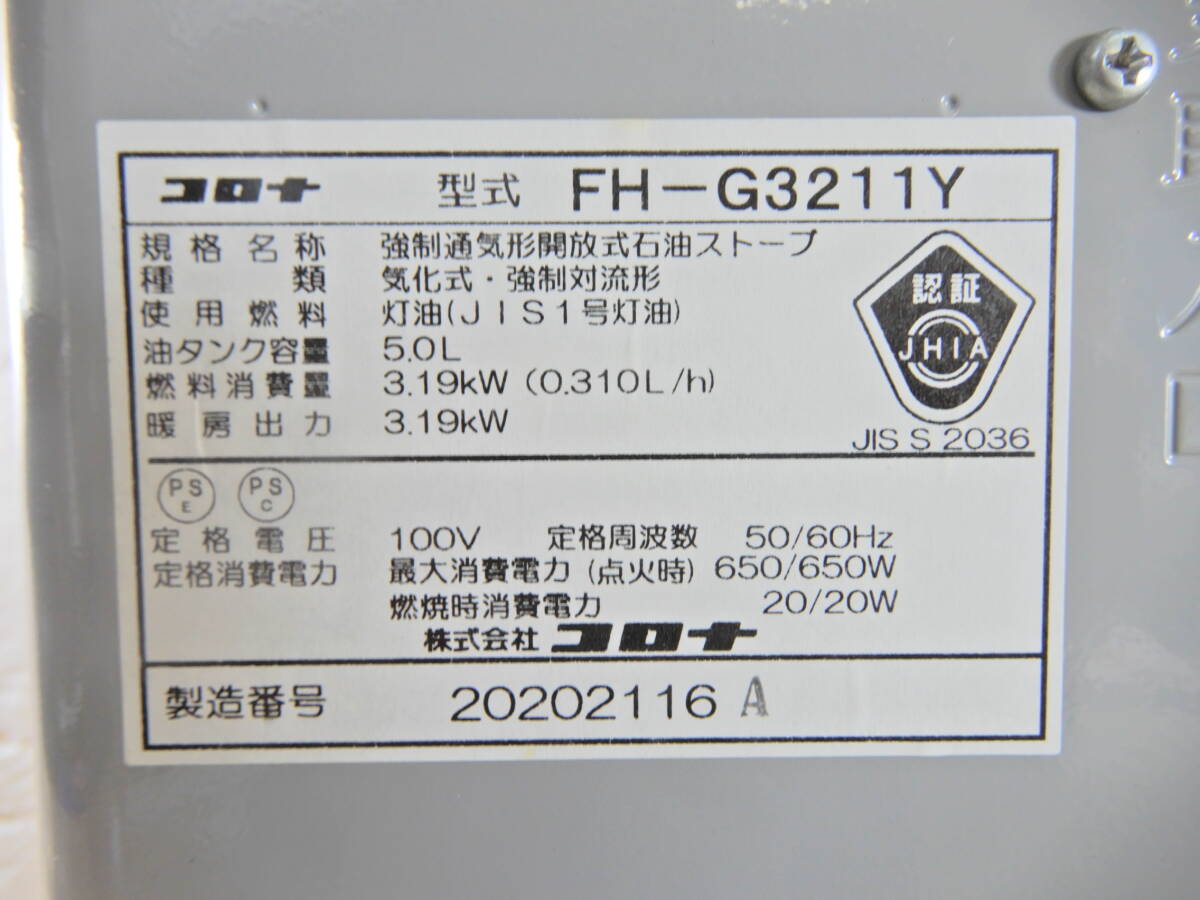 コロナ 型式 FH-G3211Y
規格名称 強制通気形開放式石油ストーブ
種類 気化式・強制対流形
使用燃料 灯油(JIS1号灯油)
油タンク容量 5.0L
燃料消費量 3.19kW (0.310L/h)
暖房出力 3.19kW
認証
JHIA
JIS S 2036
PS E PS C
定格電圧 100V 定格周波数 50/60Hz
定格消費電力 最大消費電力(点火時) 650/650W
燃焼時消費電力 20/20W
株式会社 コロナ
製造番号 20202116 A